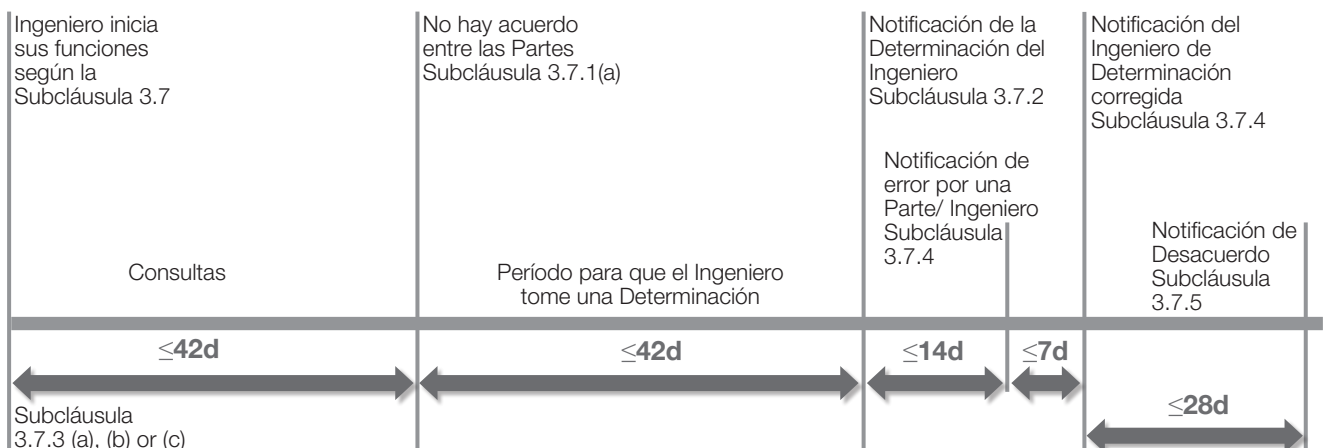 Ingeniero inicia
sus funciones
según la
Subcláusula 3.7
No hay acuerdo
entre las Partes
Subcláusula 3.7.1(a)
Notificación de la
Determinación del
Ingeniero
Subcláusula 3.7.2
Notificación del
Ingeniero de
Determinación
corregida
Subcláusula 3.7.4
Notificación de
error por una
Parte/ Ingeniero
Subcláusula
3.7.4
Notificación de
Desacuerdo
Subcláusula
3.7.5
Consultas
Período para que el Ingeniero
tome una Determinación
≤42d
≤42d
≤14d
≤7d
≤28d
Subcláusula
3.7.3 (a), (b) or (c)